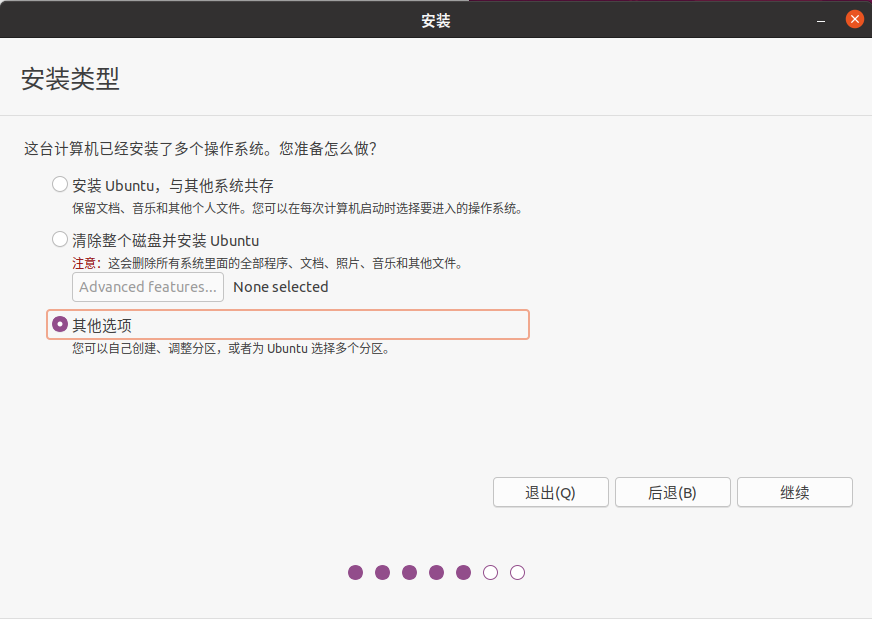 安装
安装类型
这台计算机已经安装了多个操作系统。您准备怎么做?
安装 Ubuntu，与其他系统共存
保留文档、音乐和其他个人文件。您可以在每次计算机启动时选择要进入的操作系统。
清除整个磁盘并安装 Ubuntu
注意：这会删除所有系统里面的全部程序、文档、照片、音乐和其他文件。
Advanced features... None selected
其他选项
您可以自己创建、调整分区，或者为 Ubuntu 选择多个分区。
退出(Q) 后退(B) 继续